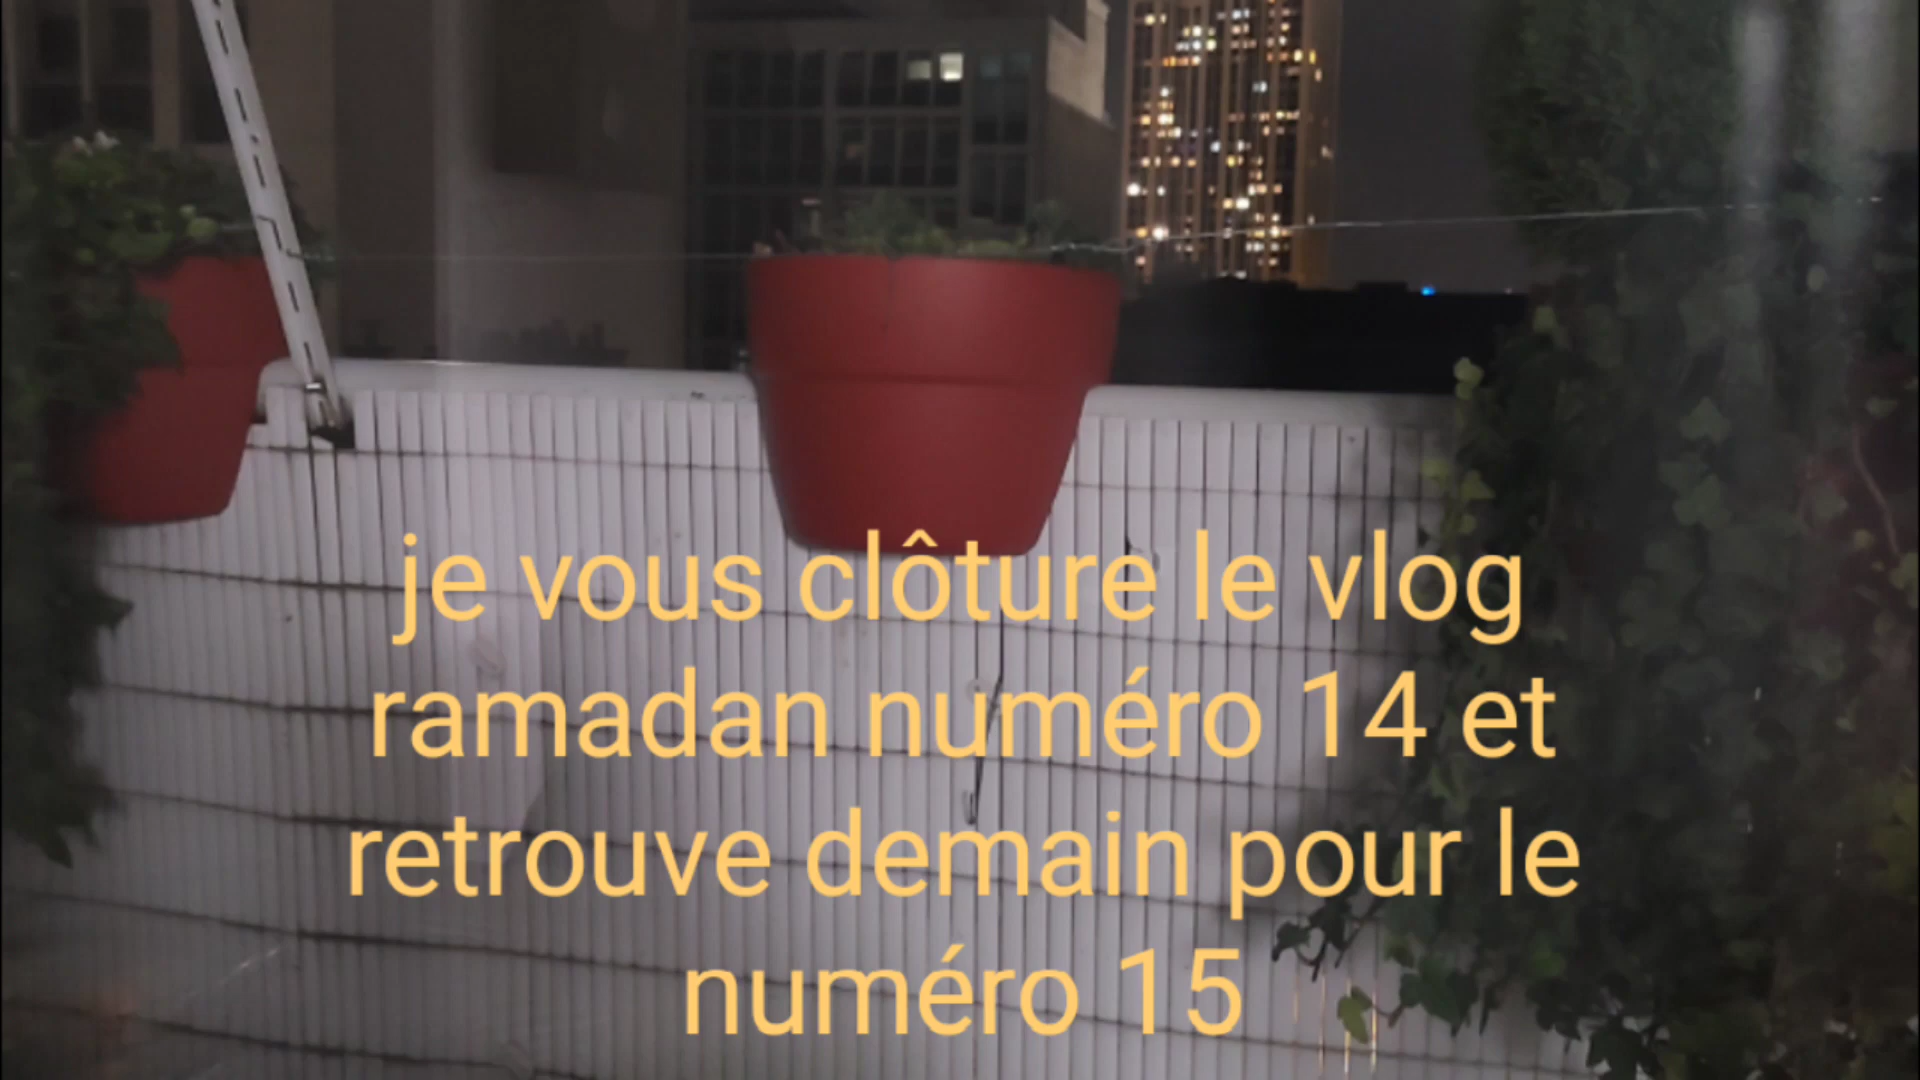 je vous clôture le vlog
ramadan numéro 14 et
retrouve demain pour le
numéro 15